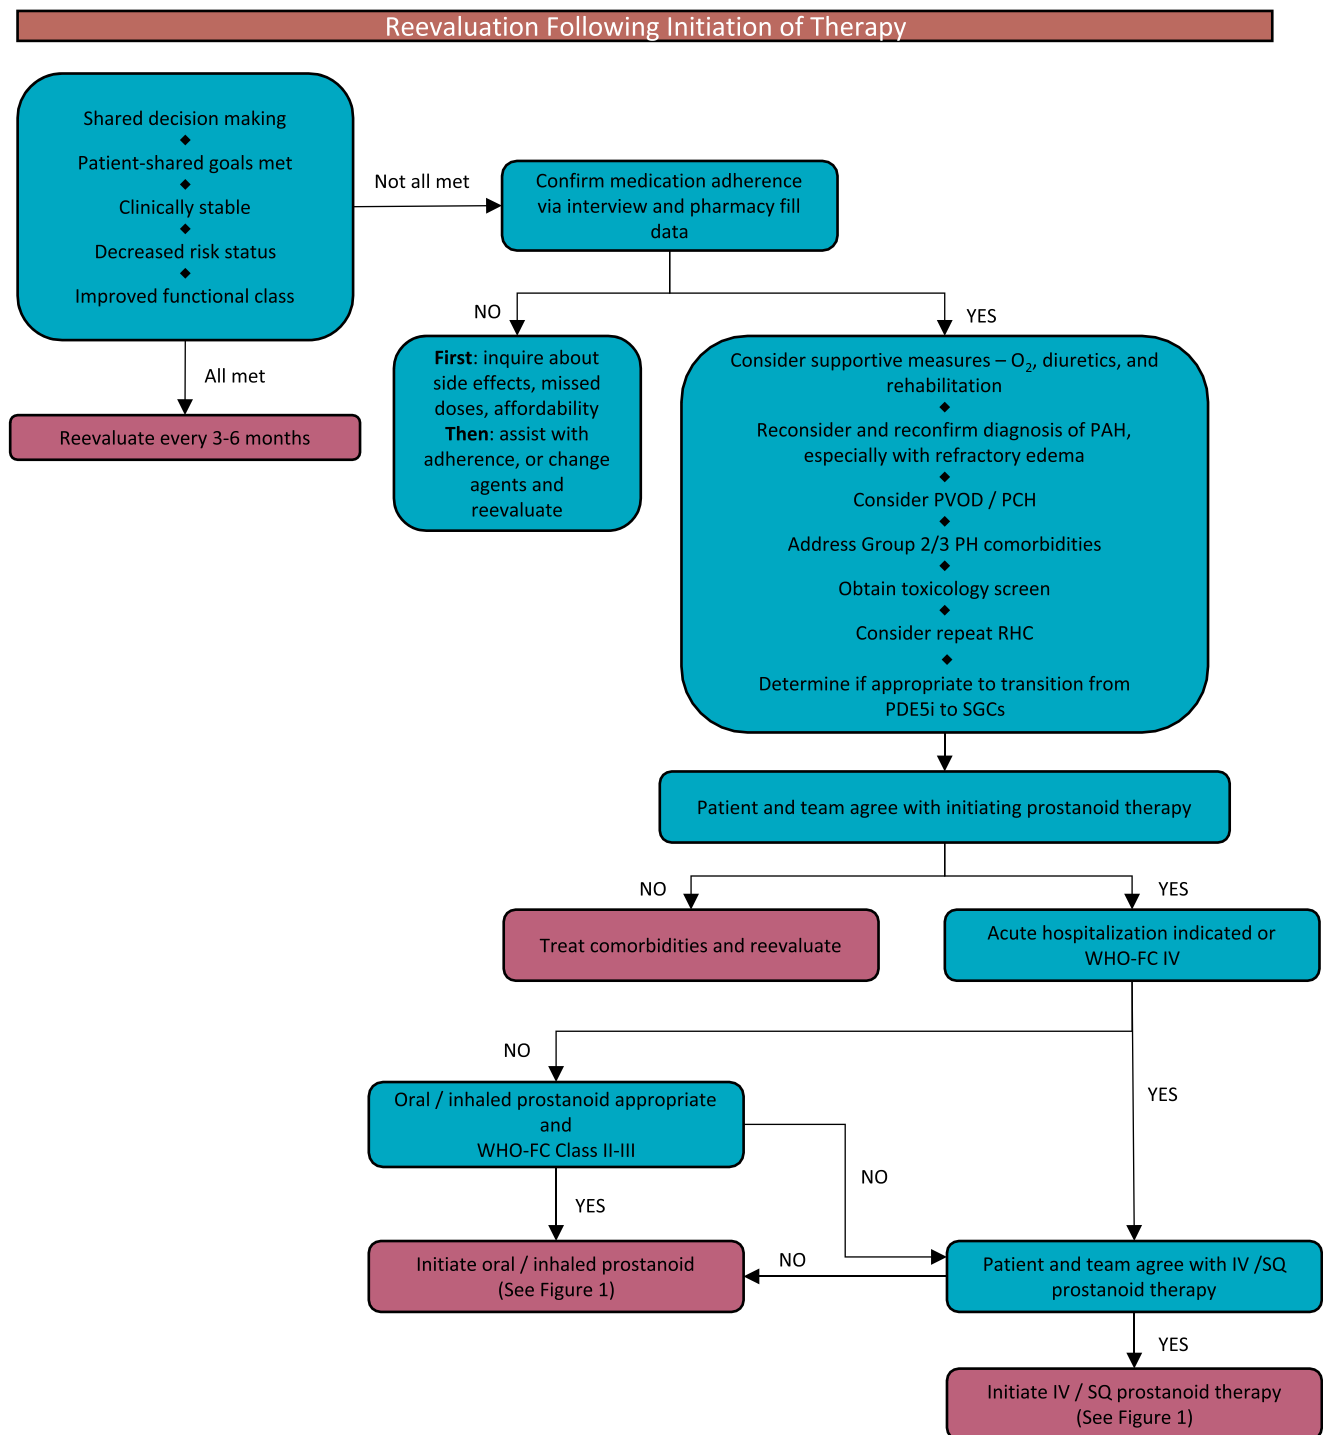 Reevaluation Following Initiation of Therapy
Shared decision making
Patient-shared goals met
Clinically stable
Decreased risk status
Improved functional class
Not all met
Confirm medication adherence
via interview and pharmacy fill
data
All met
Reevaluate every 3-6 months
NO
YES
First: inquire about
side effects, missed
doses, affordability
Then: assist with
adherence, or change
agents and
reevaluate
Consider supportive measures – O2, diuretics, and
rehabilitation
Reconsider and reconfirm diagnosis of PAH,
especially with refractory edema
Consider PVOD / PCH
Address Group 2/3 PH comorbidities
Obtain toxicology screen
Consider repeat RHC
Determine if appropriate to transition from
PDE5i to SGCs
Patient and team agree with initiating prostanoid therapy
NO
YES
Treat comorbidities and reevaluate
Acute hospitalization indicated or
WHO-FC IV
NO
YES
Oral / inhaled prostanoid appropriate
and
WHO-FC Class II-III
NO
YES
Initiate oral / inhaled prostanoid
(See Figure 1)
NO
Patient and team agree with IV /SQ
prostanoid therapy
YES
Initiate IV / SQ prostanoid therapy
(See Figure 1)